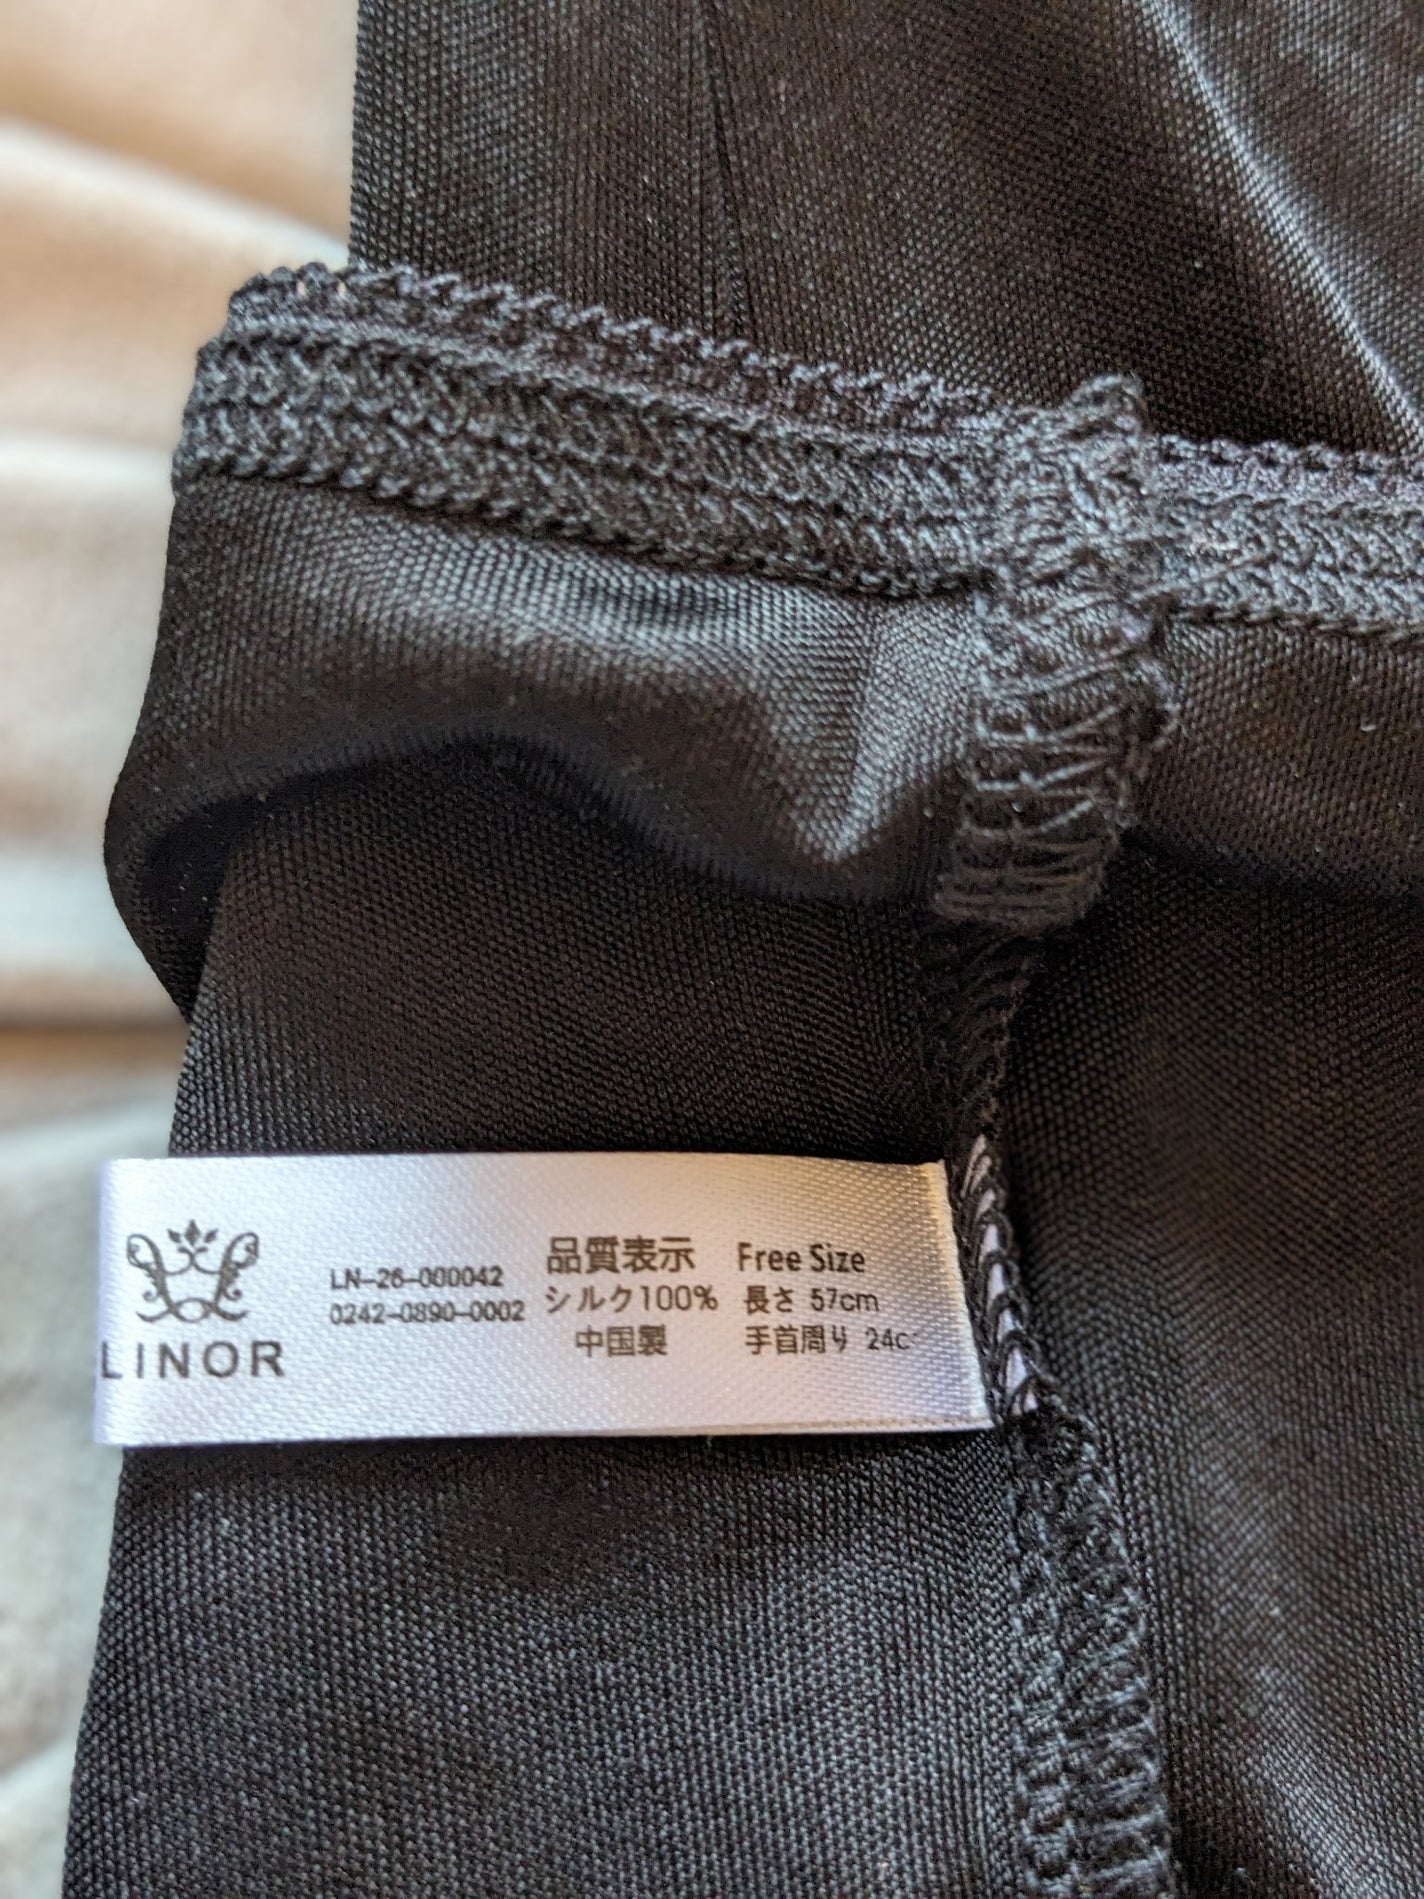 LINOR
LN-26-000042
0242-0890-0002
品質表示
シルク100%
中国製
Free Size
長さ 57cm
手首周り 24c